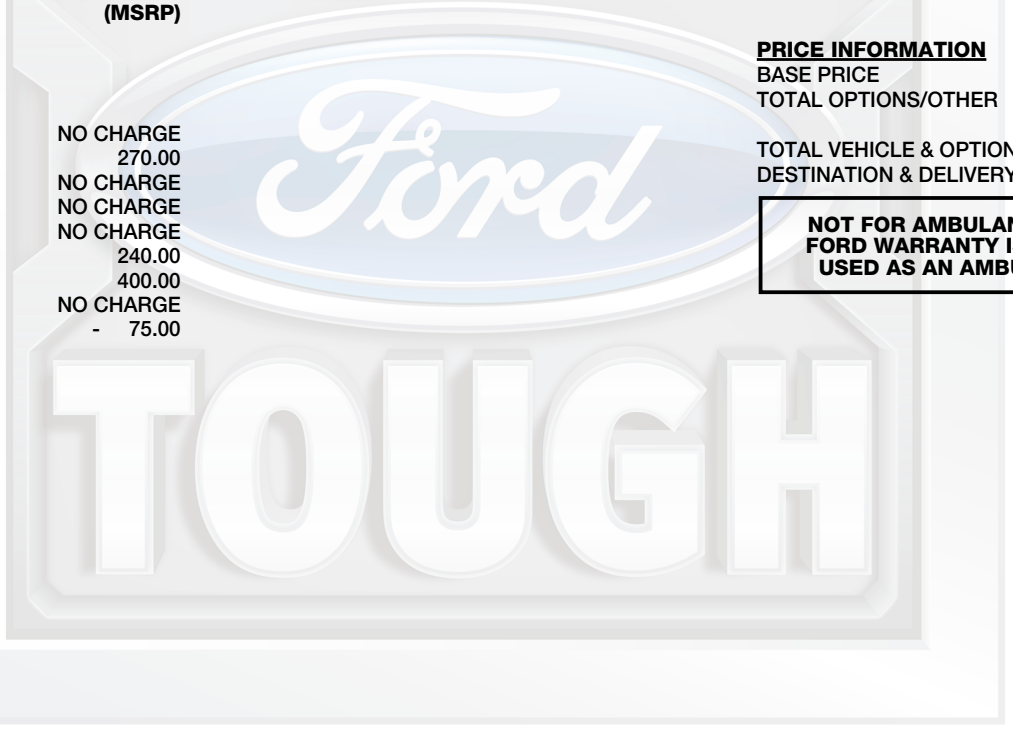 (MSRP)
NO CHARGE
270.00
NO CHARGE
NO CHARGE
NO CHARGE
240.00
400.00
NO CHARGE
- 75.00
PRICE INFORMATION
BASE PRICE
TOTAL OPTIONS/OTHER
TOTAL VEHICLE & OPTION
DESTINATION & DELIVERY
NOT FOR AMBULAN
FORD WARRANTY I
USED AS AN AMBU
Ford
TOUGH